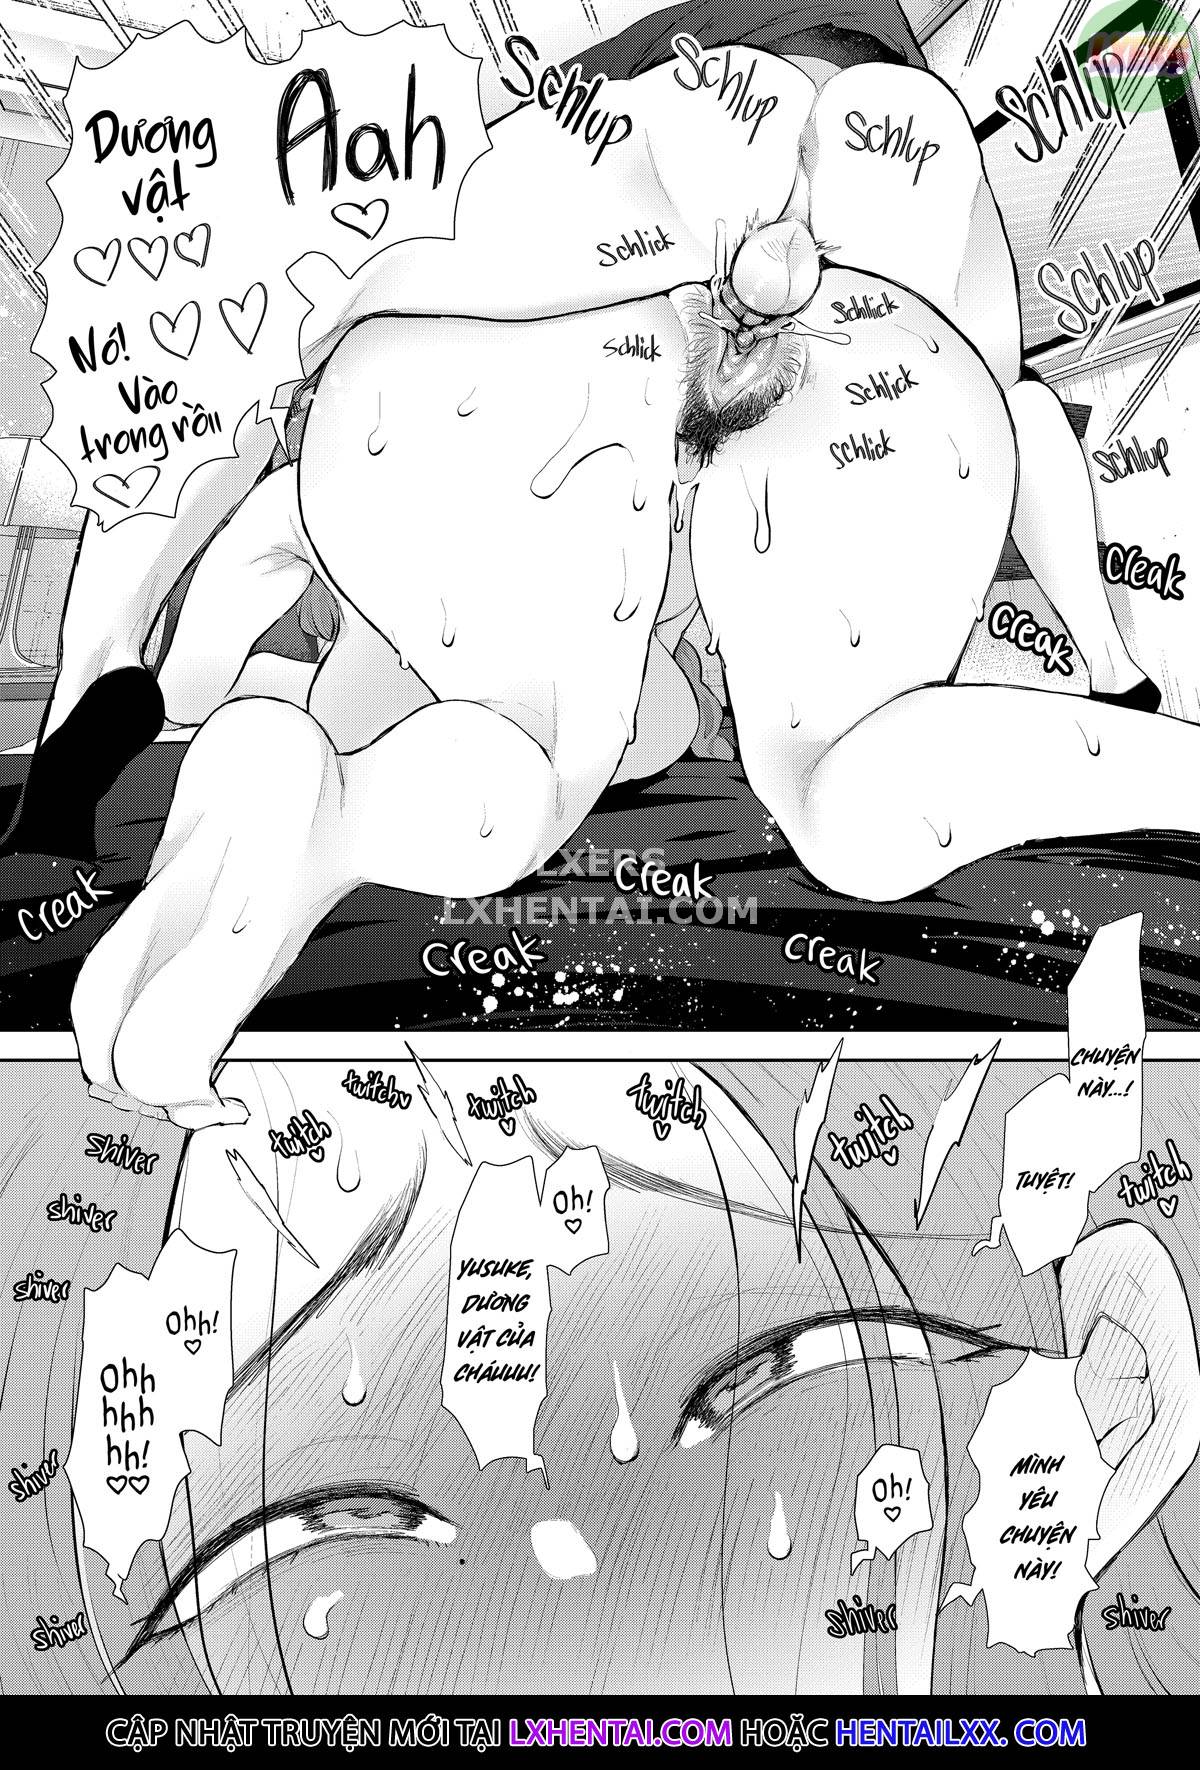 LXERS
Schlup
Schlup
Schlup
Schlup
Schlup
Schlup
Schlup
Aah
♡
Dương
vật
♡♡♡
Nó! ♡ ♡
Vào
trong rồii
♡
Schlick
Schlick
Schlick
Schlick
Schlick
Creak
Creak
LXERS
LXHENTAI.COM
Creak
Creak
Creak
Creak
CHUYỆN
NÀY...!
TUYỆT!
twitch♥
twitch♥
twitch♥
twitch♥
twitch♥
twitch♥
Oh!
♡
YUSUKE,
DƯƠNG
VẬT CỦA
CHÁUUU!
shiver
shiver
shiver
shiver
shiver
Ohh!
♡
Ohh
hhh
hh!
♡♡
MÌNH
YÊU
CHUYỆN
NÀY!
Oh!
♡
shiver
shiver
CẬP NHẬT TRUYỆN MỚI TẠI LXHENTAI.COM HOẶC HENTAILXX. COM